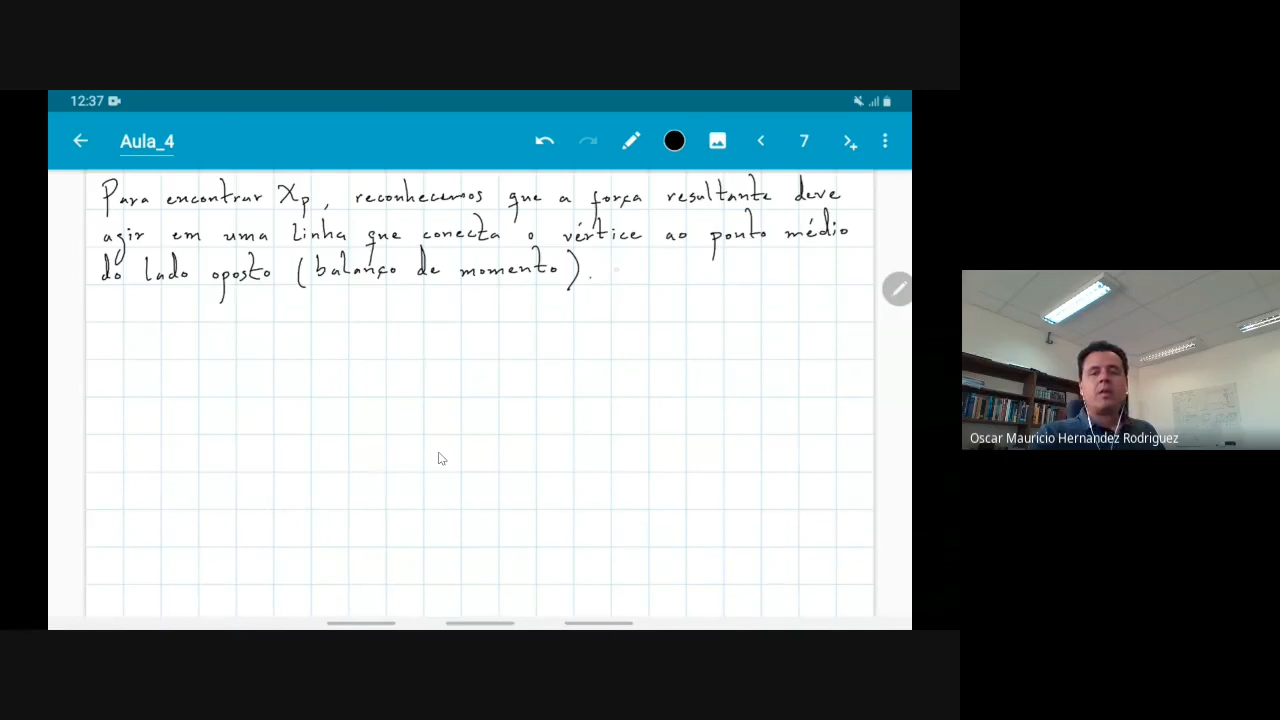 12:37
Aula_4
7
Para encontrar Xp, reconhecemos que a força resultante deve
agir em uma linha que conecta o vértice ao ponto médio
do lado oposto (balanço de momento).
Oscar Mauricio Hernandez Rodriguez